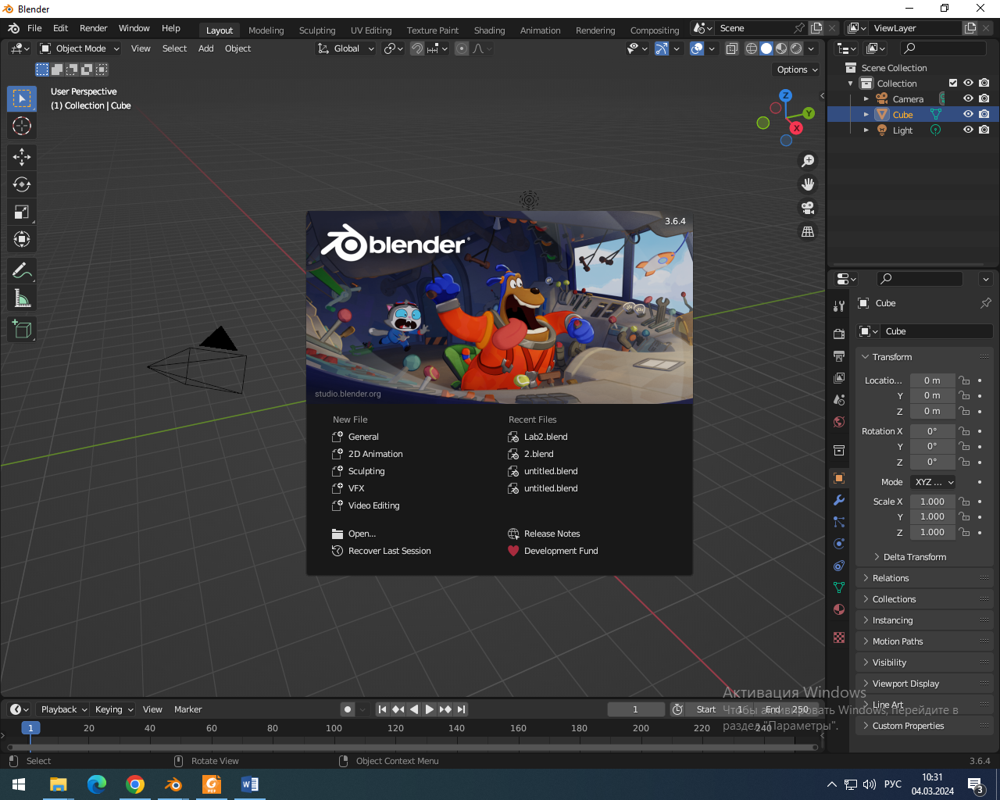 Blender
File Edit Render Window Help Layout Modeling Sculpting UV Editing Texture Paint Shading Animation Rendering Compositing Scene ViewLayer
Object Mode View Select Add Object Global
Options
User Perspective
(1) Collection | Cube
Z
Y
X
Scene Collection
Collection
Camera
Cube
Light
3.6.4
blender
studio.blender.org
New File
General
2D Animation
Sculpting
VFX
Video Editing
Open...
Recover Last Session
Recent Files
Lab2.blend
2.blend
untitled.blend
untitled.blend
Release Notes
Development Fund
Cube
Cube
Transform
Locatio... 0 m
Y 0 m
Z 0 m
Rotation X 0°
Y 0°
Z 0°
Mode XYZ ...
Scale X 1.000
Y 1.000
Z 1.000
Delta Transform
Relations
Collections
Instancing
Motion Paths
Visibility
Viewport Display
Line Art
Custom Properties
Активация Windows
Чтобы активировать Windows, перейдите в
раздел "Параметры".
Playback Keying View Marker 1 Start 1 End 250
1 20 40 60 80 100 120 140 160 180 200 220 240
Select Rotate View Object Context Menu 3.6.4
PDF
W
РУС
10:31
04.03.2024
3